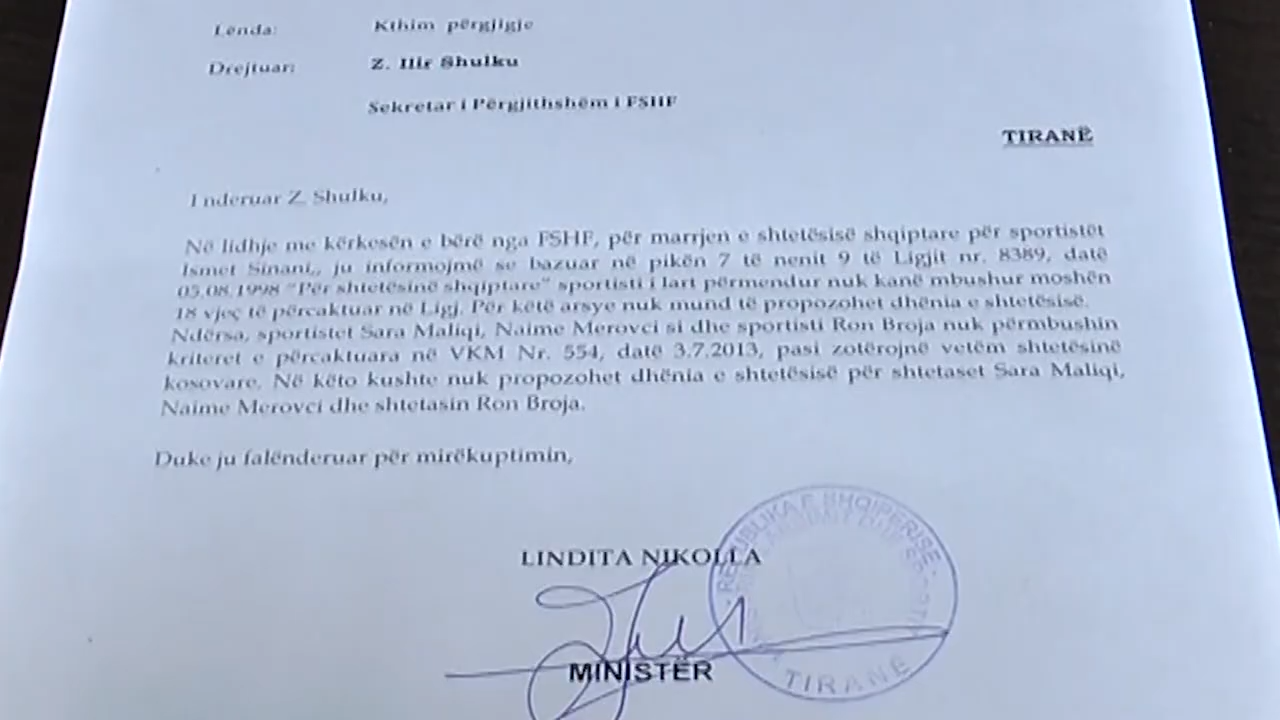 Lënda: Kthim përgjigje
Drejtuar: Z. Ilir Shulku
Sekretar i Përgjithshëm i FSHF
TIRANË
I nderuar Z. Shulku,
Në lidhje me kërkesën e bërë nga FSHF, për marrjen e shtetësisë shqiptare për sportistët
Ismet Sinani,, ju informojmë se bazuar në pikën 7 të nenit 9 të Ligjit nr. 8389, datë
05.08.1998 "Për shtetësinë shqiptare" sportisti i lart përmendur nuk kanë mbushur moshën
18 vjeç të përcaktuar në Ligj. Për këtë arsye nuk mund të propozohet dhënia e shtetësisë.
Ndërsa, sportistet Sara Maliqi, Naime Merovci si dhe sportisti Ron Broja nuk përmbushin
kriteret e përcaktuara në VKM Nr. 554, datë 3.7.2013, pasi zotërojnë vetëm shtetësinë
kosovare. Në këto kushte nuk propozohet dhënia e shtetësisë për shtetaset Sara Maliqi,
Naime Merovci dhe shtetasin Ron Broja.
Duke ju falënderuar për mirëkuptimin,
LINDITA NIKOLLA
MINISTËR
REPUBLIKA E SHQIPERISE
TIRANË